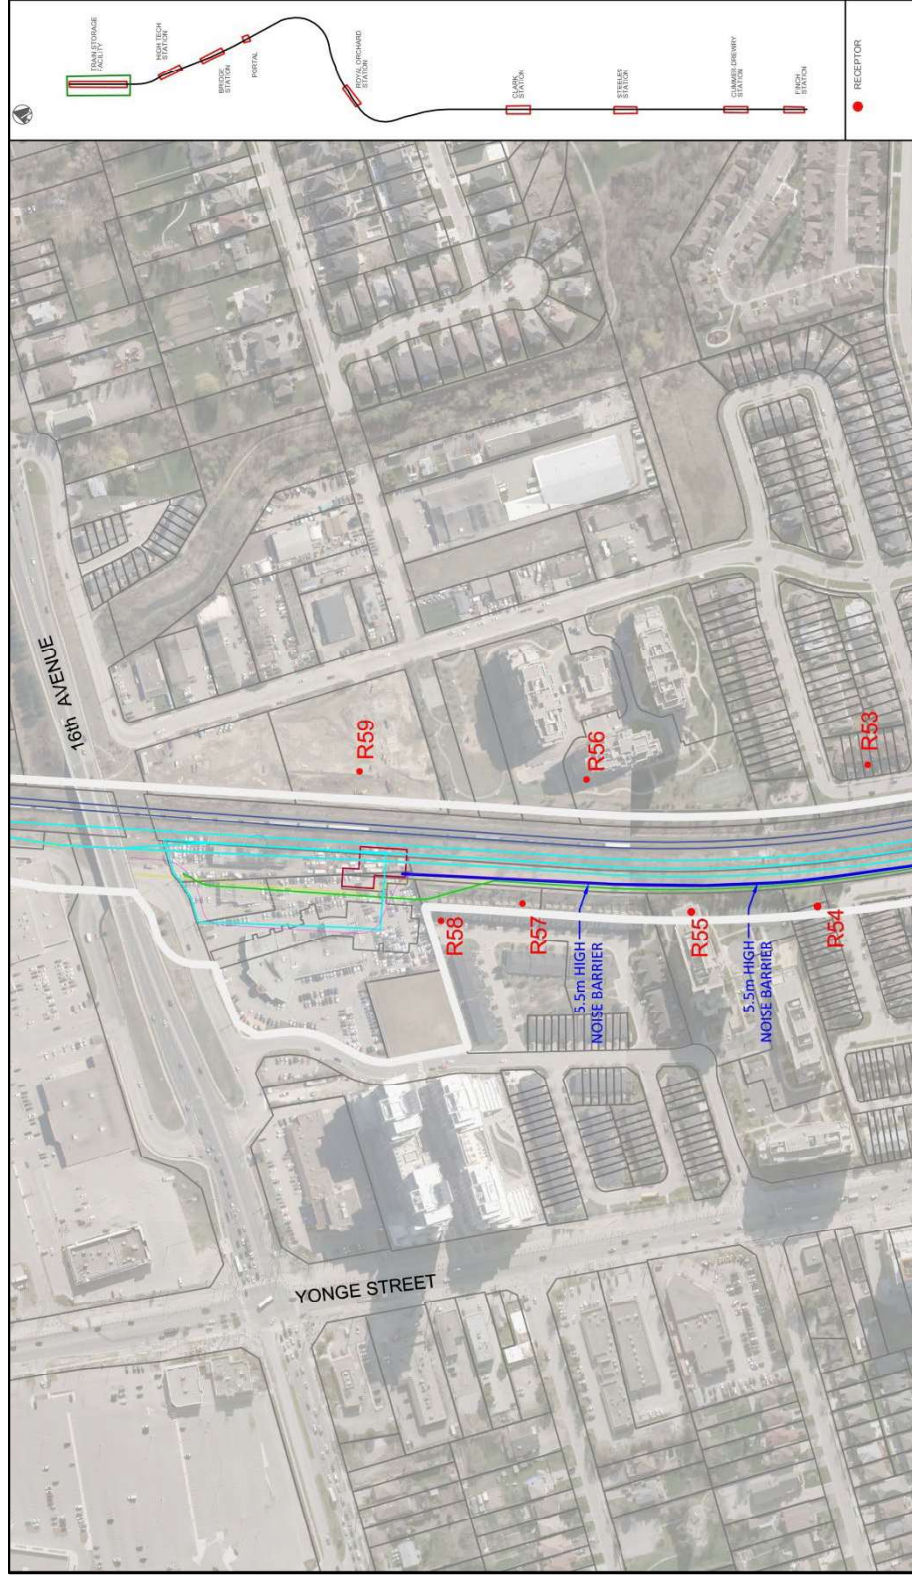 TRAIN STORAGE
FACILITY
HIGH TECH
STATION
BRIDGE
STATION
PORTAL
ROYAL ORCHARD
STATION
CLARK
STATION
STEELES
STATION
CUMMER-DREWRY
STATION
FINCH
STATION
RECEPTOR
16th AVENUE
R59
R56
R53
R58
R57
R55
R54
5.5m HIGH
NOISE BARRIER
5.5m HIGH
NOISE BARRIER
YONGE STREET